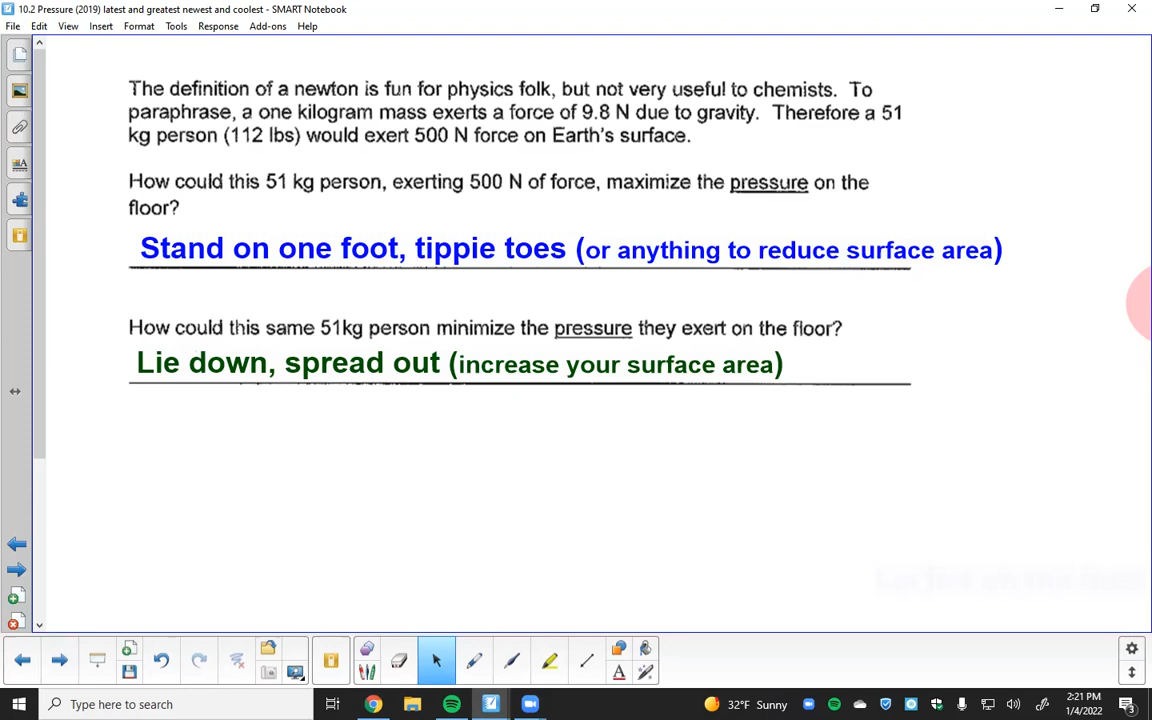 10.2 Pressure (2019) latest and greatest newest and coolest - SMART Notebook
File Edit View Insert Format Tools Response Add-ons Help
The definition of a newton is fun for physics folk, but not very useful to chemists. To
paraphrase, a one kilogram mass exerts a force of 9.8 N due to gravity. Therefore a 51
kg person (112 lbs) would exert 500 N force on Earth's surface.
How could this 51 kg person, exerting 500 N of force, maximize the pressure on the
floor?
Stand on one foot, tippie toes (or anything to reduce surface area)
How could this same 51kg person minimize the pressure they exert on the floor?
Lie down, spread out (increase your surface area)
Type here to search
32°F Sunny
2:21 PM
1/4/2022
3